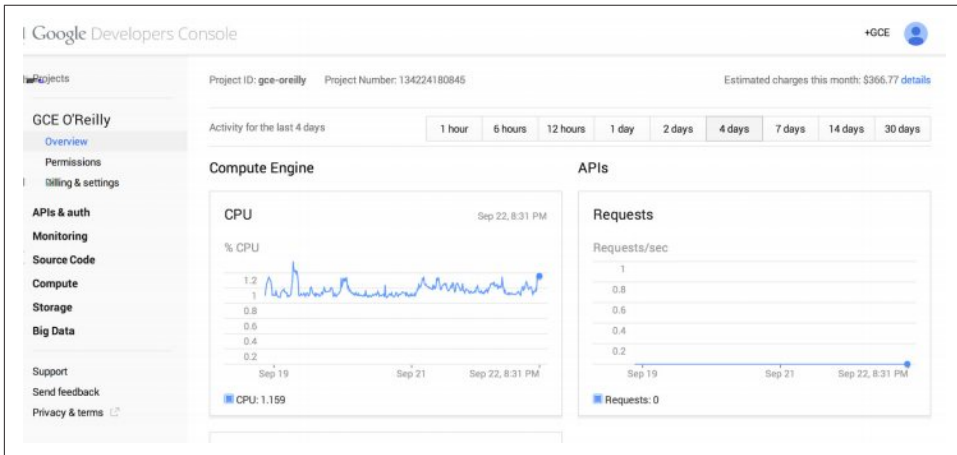 Google Developers Console
+GCE
Projects
Project ID: gce-oreilly Project Number: 134224180845 Estimated charges this month: $366.77 details
GCE O'Reilly
Overview
Permissions
Billing & settings
APIs & auth
Monitoring
Source Code
Compute
Storage
Big Data
Support
Send feedback
Privacy & terms
Activity for the last 4 days
1 hour 6 hours 12 hours 1 day 2 days 4 days 7 days 14 days 30 days
Compute Engine
CPU Sep 22, 8:31 PM
% CPU
1.2
1
0.8
0.6
0.4
0.2
Sep 19 Sep 21 Sep 22, 8:31 PM
CPU: 1.159
APIs
Requests
Requests/sec
1
0.8
0.6
0.4
0.2
Sep 19 Sep 21 Sep 22, 8:31 PM
Requests: 0